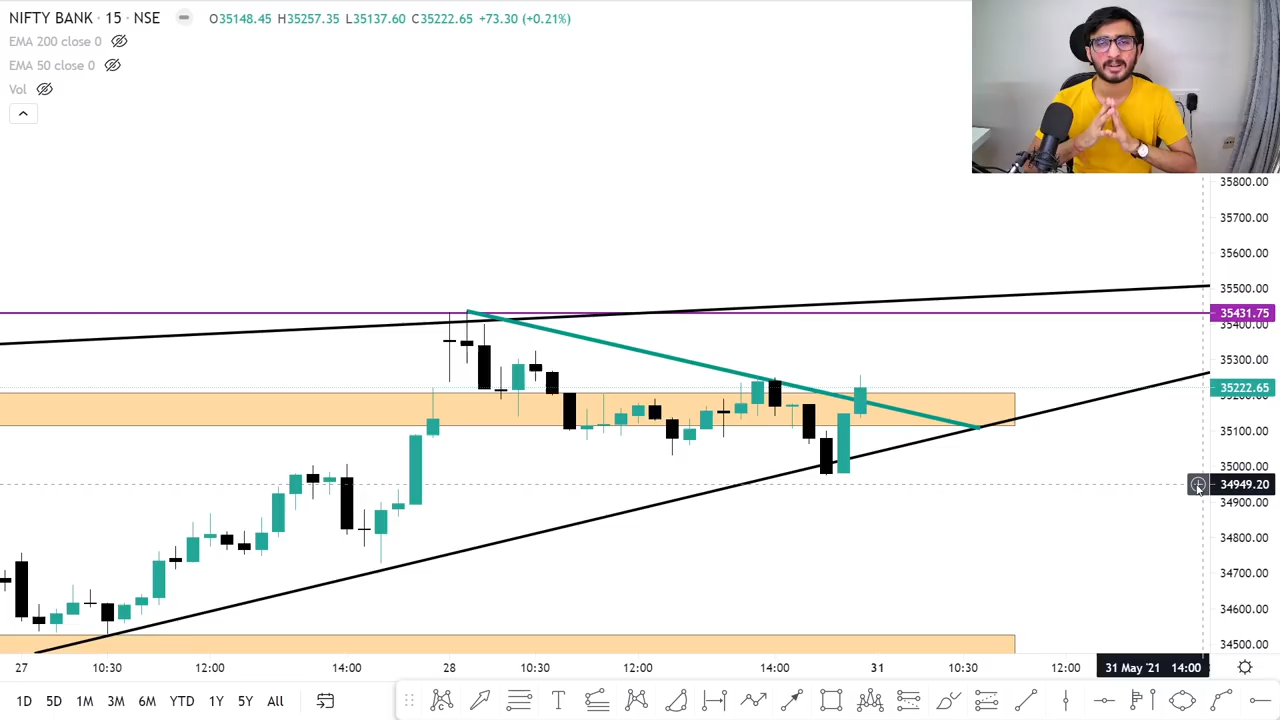 NIFTY BANK · 15 · NSE O35148.45 H35257.35 L35137.60 C35222.65 +73.30 (+0.21%)
EMA 200 close 0
EMA 50 close 0
Vol
35800.00
35700.00
35600.00
35500.00
35431.75
35400.00
35300.00
35222.65
35200.00
35100.00
35000.00
34949.20
34900.00
34800.00
34700.00
34600.00
34500.00
27 10:30 12:00 14:00 28 10:30 12:00 14:00 31 10:30 12:00 31 May '21 14:00
1D 5D 1M 3M 6M YTD 1Y 5Y All